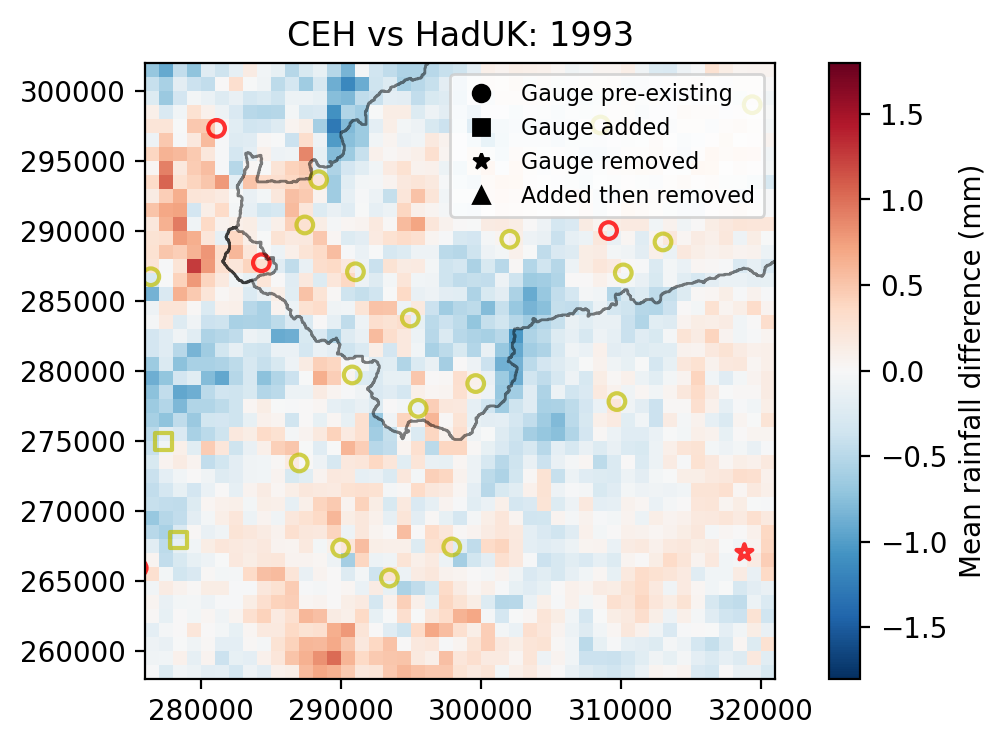 CEH vs HadUK: 1993
Gauge pre-existing
Gauge added
Gauge removed
Added then removed
300000
295000
290000
285000
280000
275000
270000
265000
260000
280000 290000 300000 310000 320000
1.5
1.0
0.5
0.0
−0.5
−1.0
−1.5
Mean rainfall difference (mm)